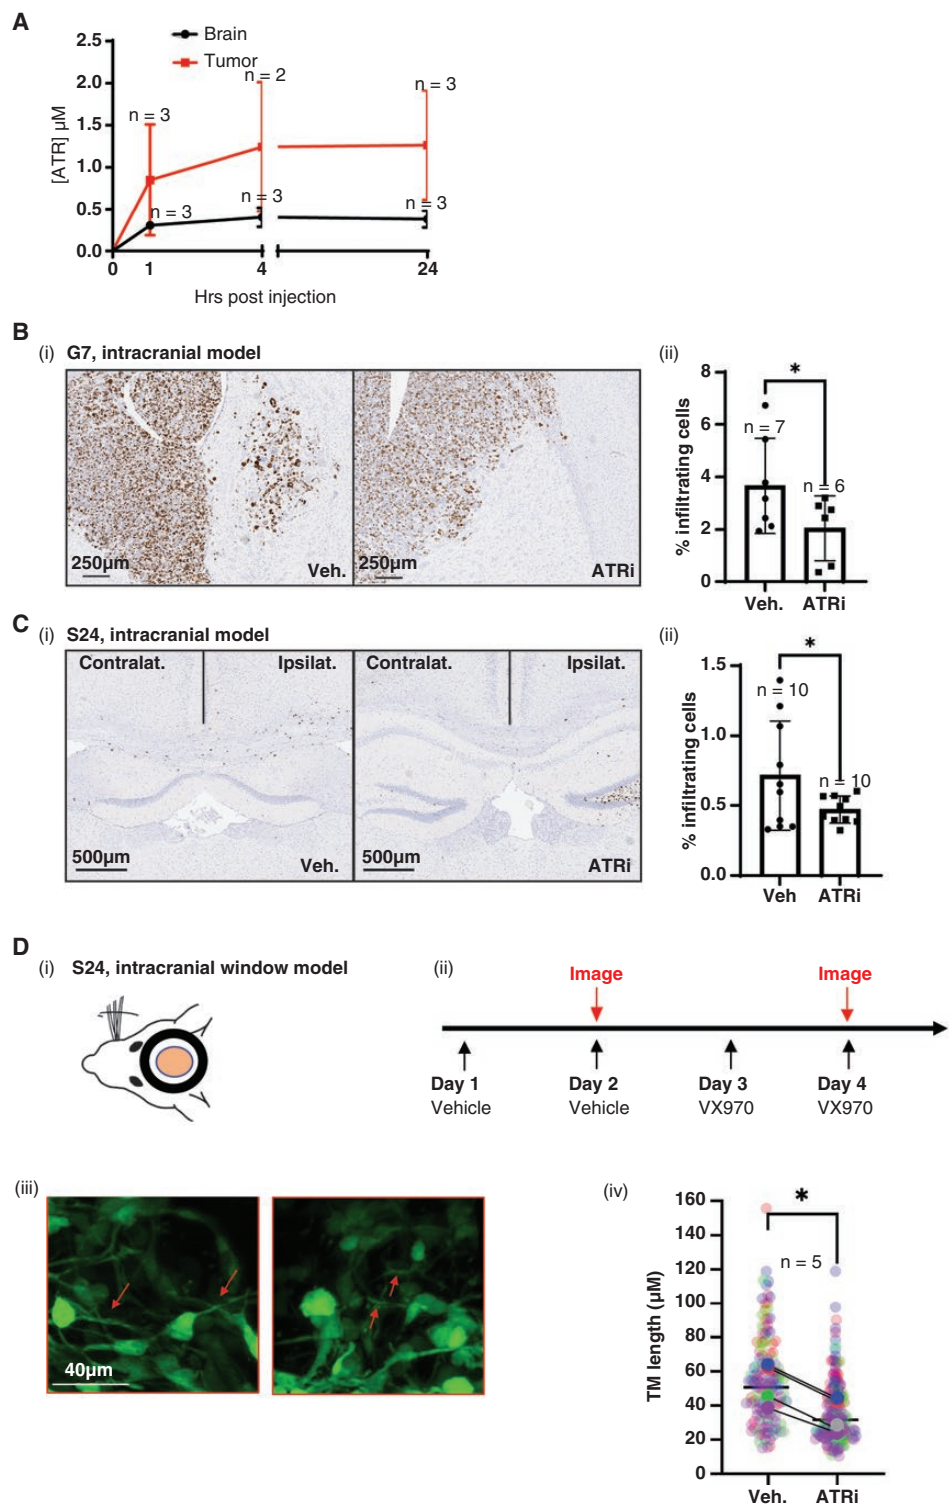 A
Brain
Tumor
2.5
2.0
1.5
1.0
0.5
0.0
[ATR] µM
n = 3
n = 2
n = 3
n = 3
n = 3
n = 3
0
1
4
24
Hrs post injection
B
(i) G7, intracranial model
250µm
Veh.
250µm
ATRi
(ii)
8
6
4
2
0
% infiltrating cells
*
n = 7
n = 6
Veh.
ATRi
C
(i) S24, intracranial model
Contralat.
Ipsilat.
Contralat.
Ipsilat.
500µm
Veh.
500µm
ATRi
(ii)
1.5
1.0
0.5
0.0
% infiltrating cells
*
n = 10
n = 10
Veh
ATRi
D
(i) S24, intracranial window model
(ii)
Image
Image
Day 1
Vehicle
Day 2
Vehicle
Day 3
VX970
Day 4
VX970
(iii)
40µm
(iv)
160
140
120
100
80
60
40
20
0
TM length (µM)
*
n = 5
Veh.
ATRi